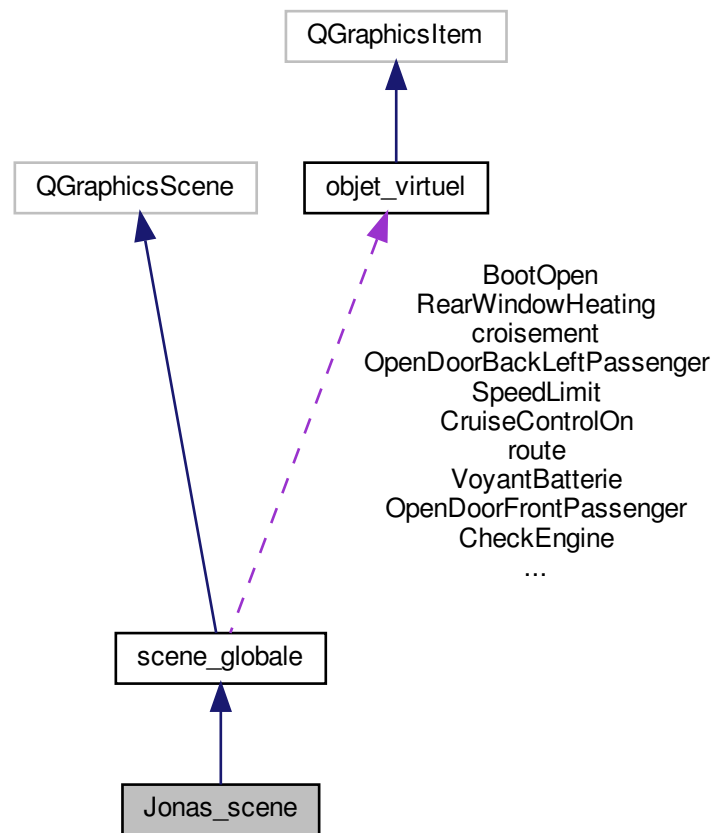 QGraphicsItem
QGraphicsScene
objet_virtuel
BootOpen
RearWindowHeating
croisement
OpenDoorBackLeftPassenger
SpeedLimit
CruiseControlOn
route
VoyantBatterie
OpenDoorFrontPassenger
CheckEngine
...
scene_globale
Jonas_scene